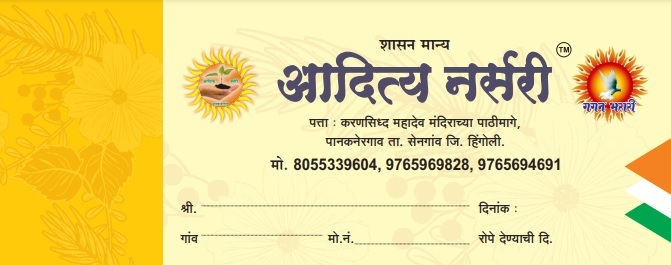 शासन मान्य
आदित्य नर्सरी TM
गगन भरारी
पत्ता : करणसिध्द महादेव मंदिराच्या पाठीमागे,
पानकनेरगाव ता. सेनगांव जि. हिंगोली.
मो. 8055339604, 9765969828, 9765694691
श्री. दिनांक :
गांव मो.नं. रोपे देण्याची दि.